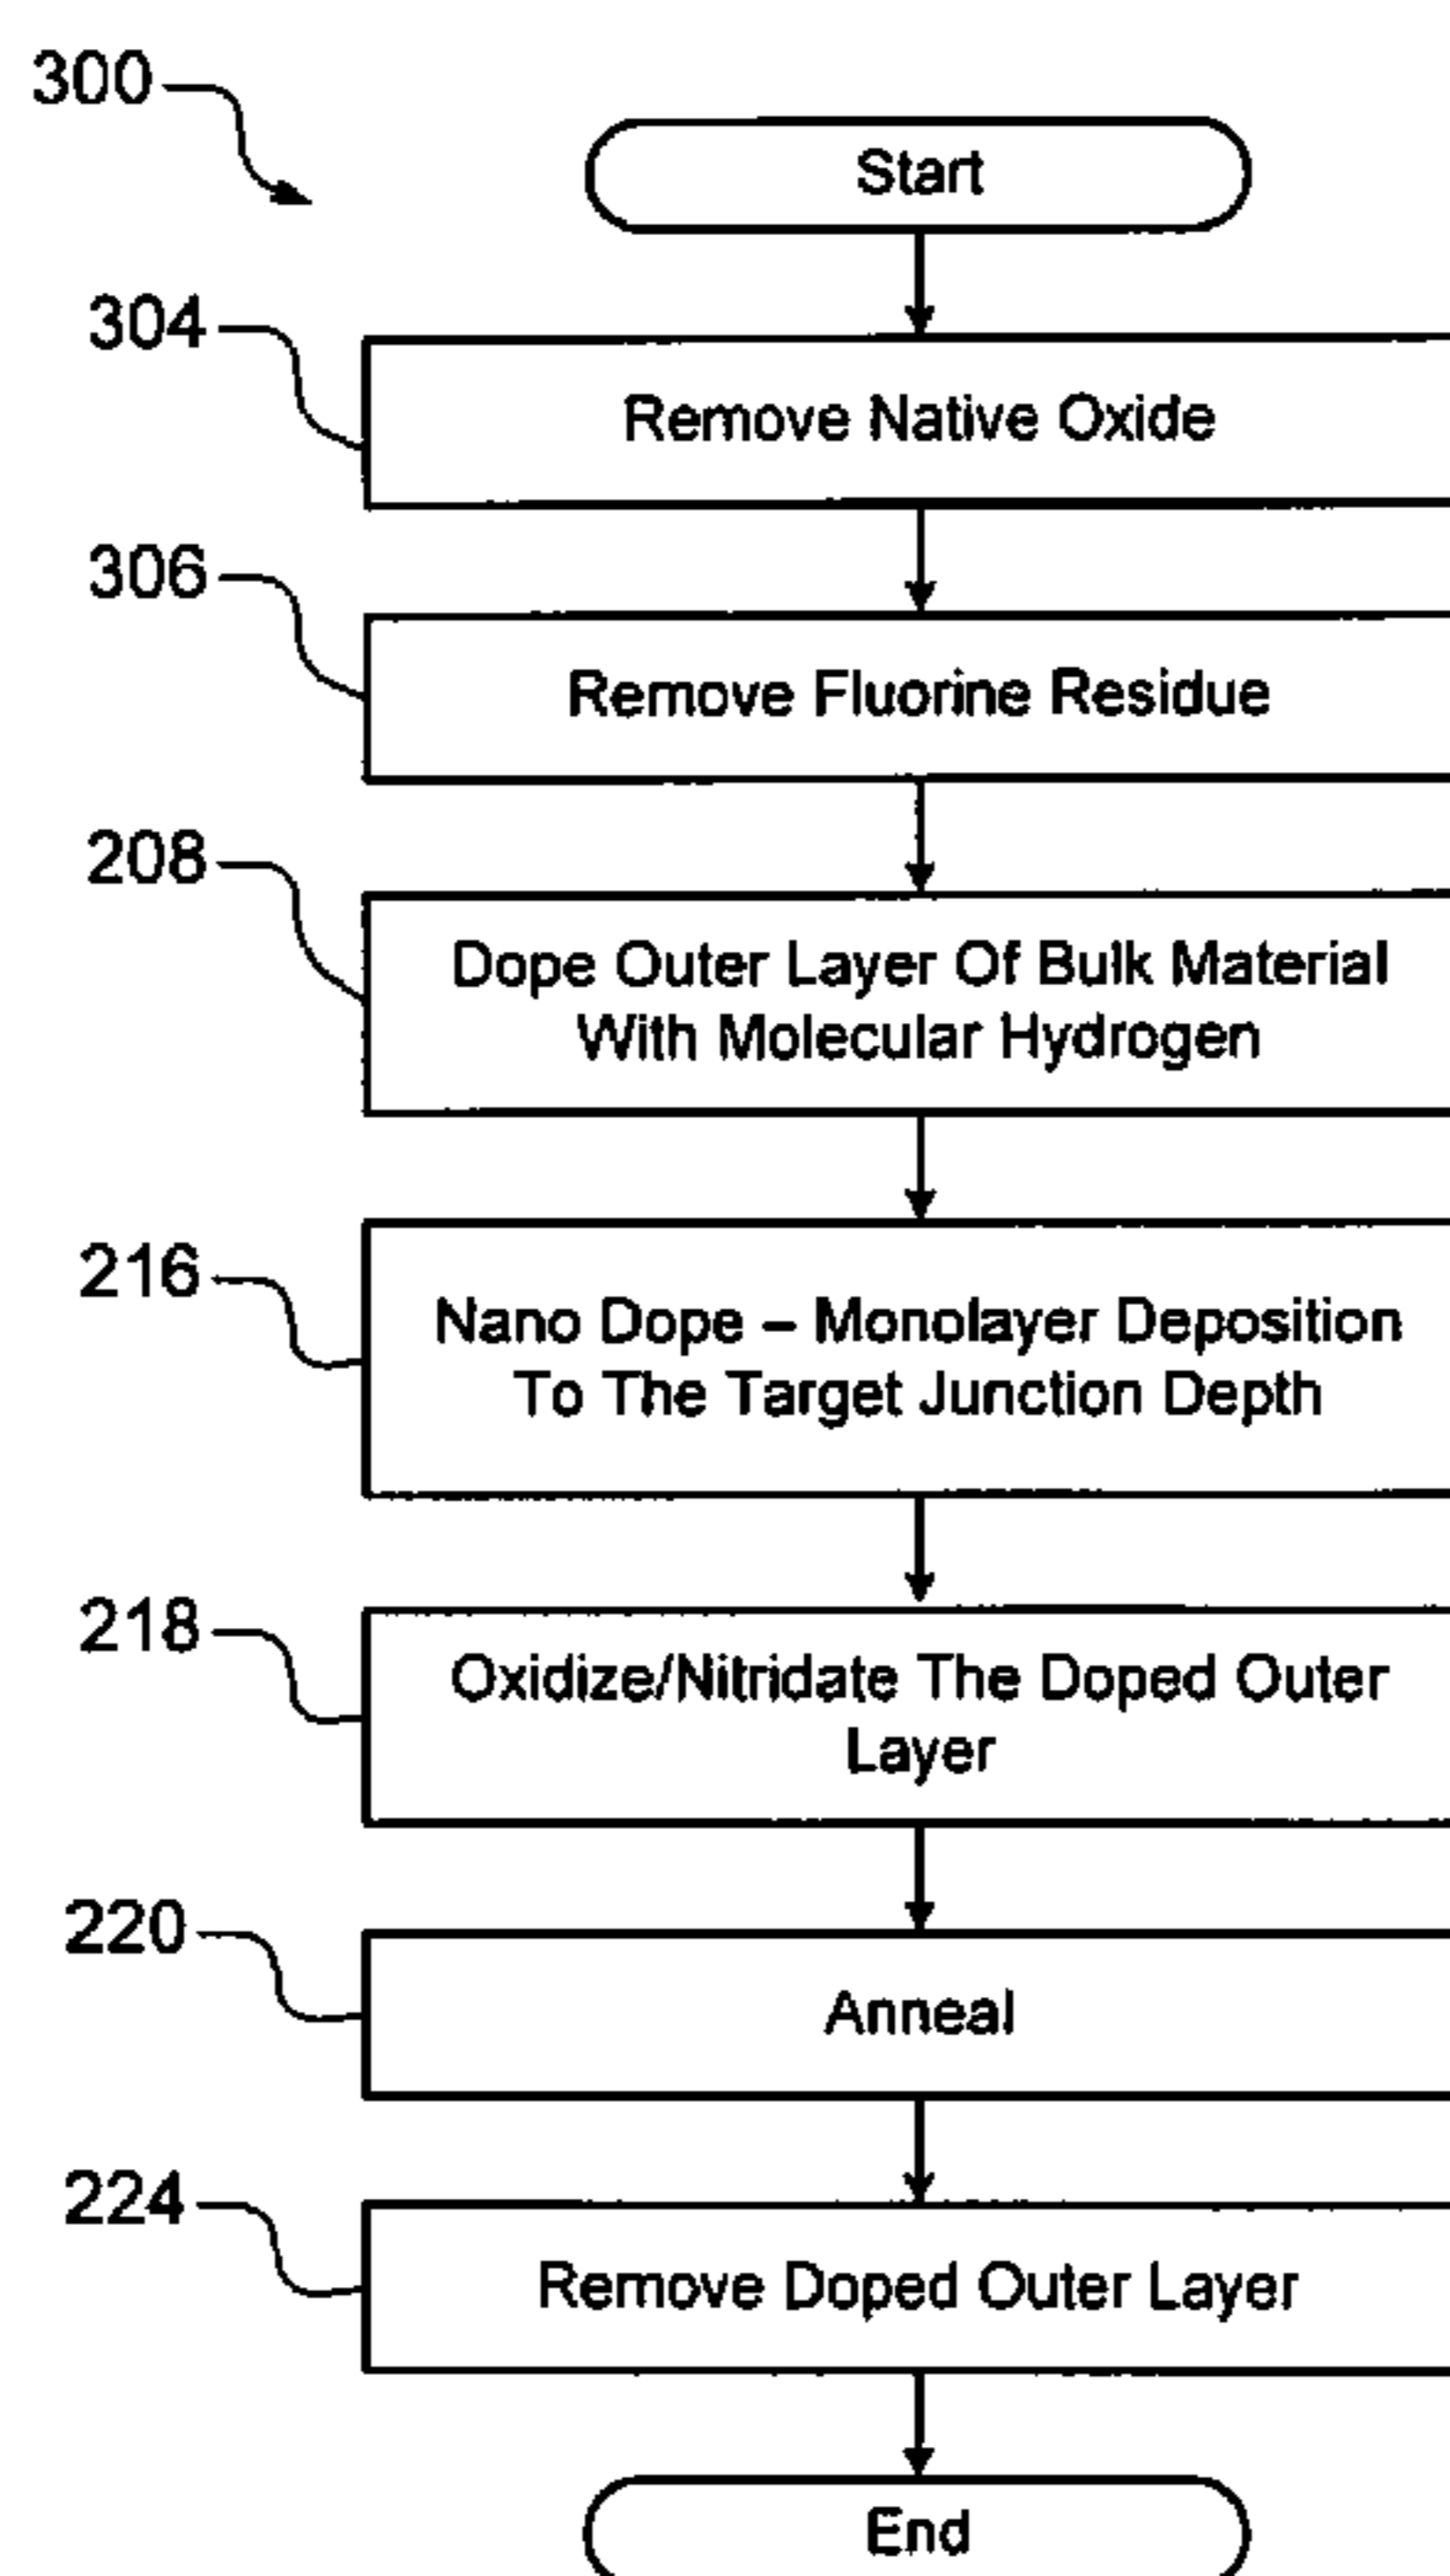 300
Start
304
Remove Native Oxide
306
Remove Fluorine Residue
208
Dope Outer Layer Of Bulk Material
With Molecular Hydrogen
216
Nano Dope – Monolayer Deposition
To The Target Junction Depth
218
Oxidize/Nitridate The Doped Outer
Layer
220
Anneal
224
Remove Doped Outer Layer
End